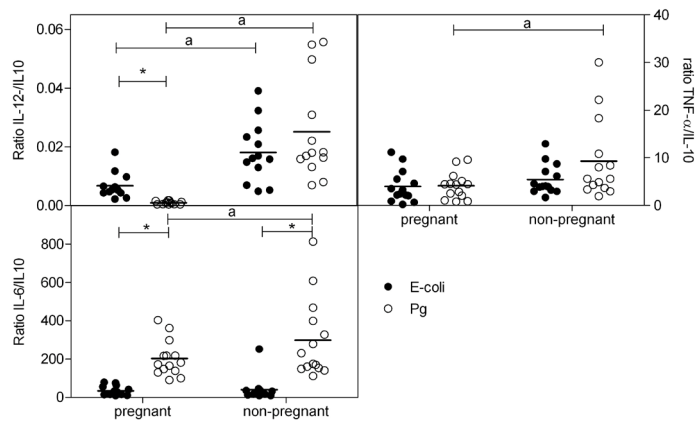 a
a
*
0.06
0.04
0.02
0.00
Ratio IL-12-/IL10
a
40
30
20
10
0
ratio TNF-α/IL-10
pregnant non-pregnant
a
*
*
800
600
400
200
0
Ratio IL-6/IL10
pregnant non-pregnant
E-coli
Pg